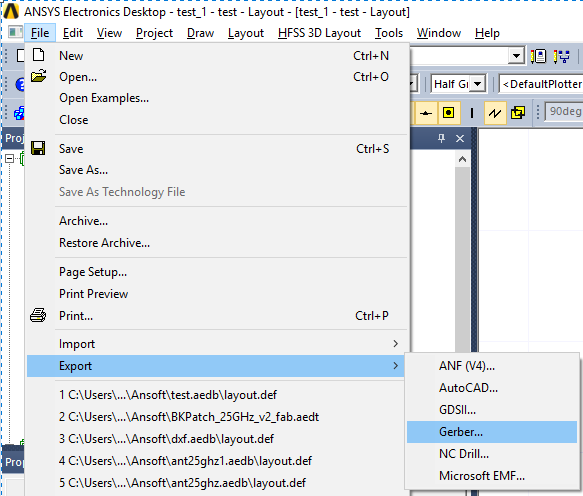 ANSYS Electronics Desktop - test_1 - test - Layout - [test_1 - test - Layout]
File Edit View Project Draw Layout HFSS 3D Layout Tools Window Help
New Ctrl+N
Open... Ctrl+O
Open Examples...
Close
Save Ctrl+S
Save As...
Save As Technology File
Archive...
Restore Archive...
Page Setup...
Print Preview
Print... Ctrl+P
Import
Export
1 C:\Users\...\Ansoft\test.aedb\layout.def
2 C:\Users\...\Ansoft\BKPatch_25GHz_v2_fab.aedt
3 C:\Users\...\Ansoft\dxf.aedb\layout.def
4 C:\Users\...\Ansoft\ant25ghz1.aedb\layout.def
5 C:\Users\...\Ansoft\ant25ghz.aedb/layout.def
ANF (V4)...
AutoCAD...
GDSII...
Gerber...
NC Drill...
Microsoft EMF...
Half Gr
<DefaultPlotter
90deg
Proj
Prop